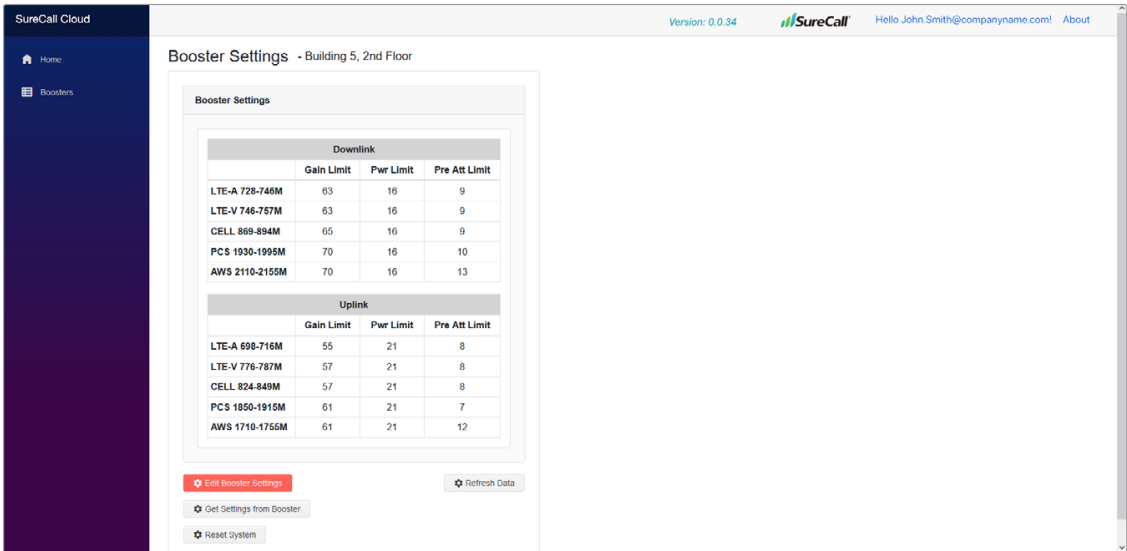 SureCall Cloud
Version: 0.0.34 SureCall Hello John.Smith@companyname.com! About
Home
Boosters
Booster Settings - Building 5, 2nd Floor
Booster Settings
Downlink
Gain Limit Pwr Limit Pre Att Limit
LTE-A 728-746M 63 16 9
LTE-V 746-757M 63 16 9
CELL 869-894M 65 16 9
PCS 1930-1995M 70 16 10
AWS 2110-2155M 70 16 13
Uplink
Gain Limit Pwr Limit Pre Att Limit
LTE-A 698-716M 55 21 8
LTE-V 776-787M 57 21 8
CELL 824-849M 57 21 8
PCS 1850-1915M 61 21 7
AWS 1710-1755M 61 21 12
Edit Booster Settings Refresh Data
Get Settings from Booster
Reset System